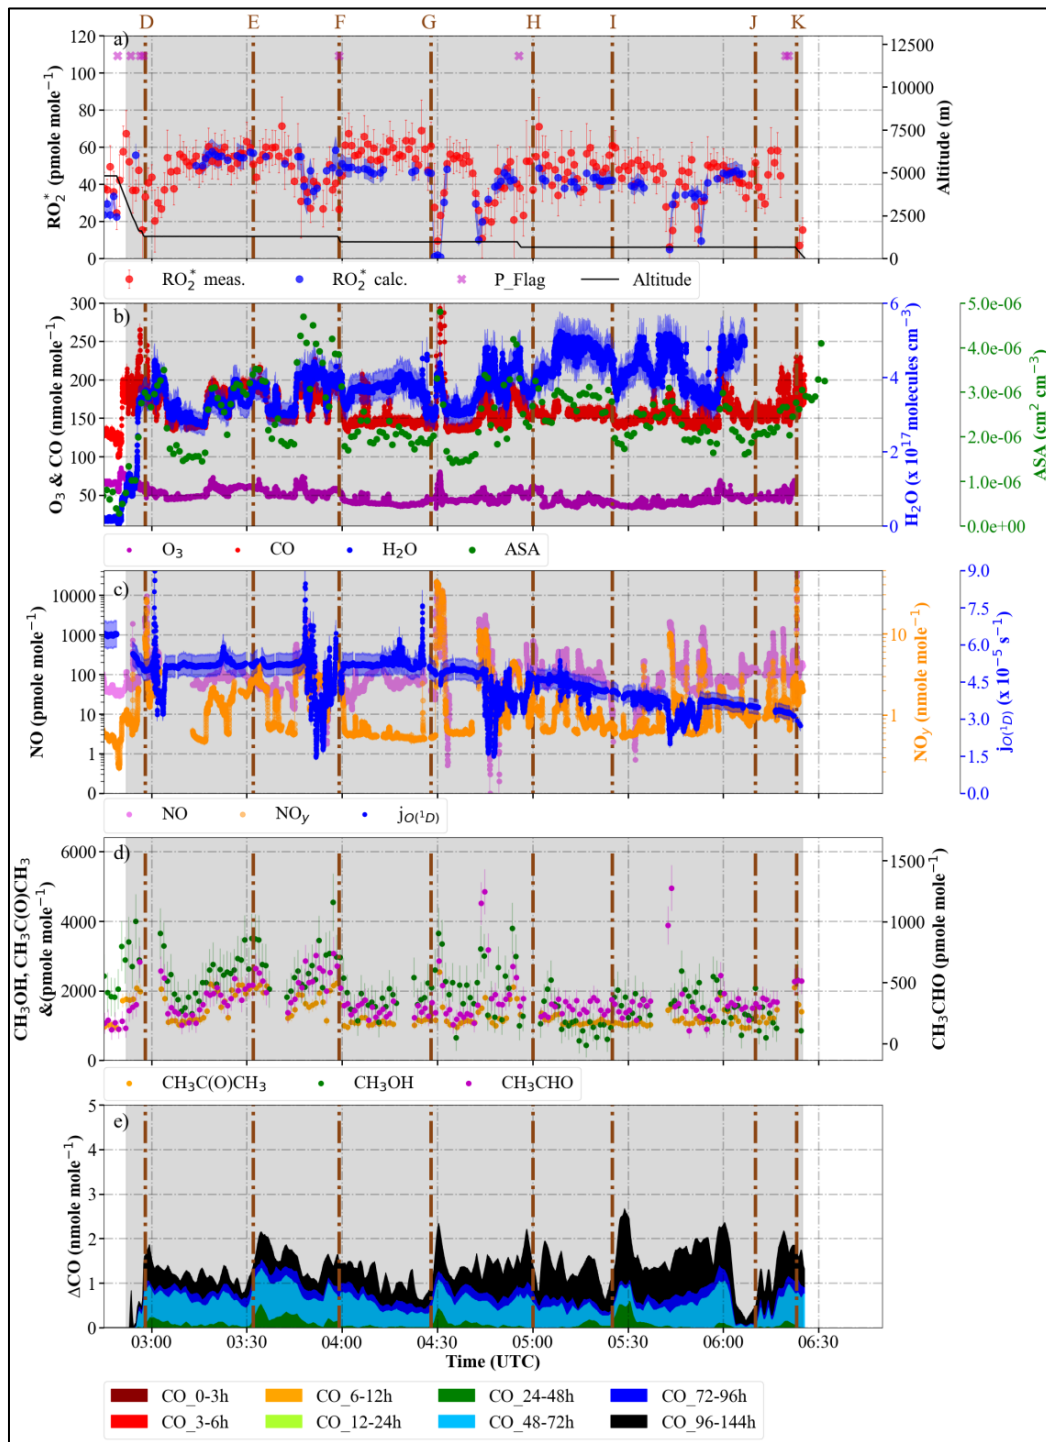 D E F G H I J K
a)
RO₂* (pmole mole⁻¹)
120
100
80
60
40
20
0
12500
10000
7500
5000
2500
0
Altitude (m)
RO₂* meas. RO₂* calc. P_Flag Altitude
b)
O₃ & CO (nmole mole⁻¹)
300
250
200
150
100
50
0
6
4
2
0
H₂O (x 10¹⁷ molecules cm⁻³)
5.0e-06
4.0e-06
3.0e-06
2.0e-06
1.0e-06
0.0e+00
ASA (cm² cm⁻³)
O₃ CO H₂O ASA
c)
NO (pmole mole⁻¹)
10000
1000
100
10
1
0
10
1
NOy (nmole mole⁻¹)
9.0
7.5
6.0
4.5
3.0
1.5
0.0
jO(¹D) (x 10⁻⁵ s⁻¹)
NO NOy jO(¹D)
d)
CH₃OH, CH₃C(O)CH₃
&(pmole mole⁻¹)
6000
4000
2000
0
1500
1000
500
0
CH₃CHO (pmole mole⁻¹)
CH₃C(O)CH₃ CH₃OH CH₃CHO
e)
ΔCO (nmole mole⁻¹)
5
4
3
2
1
0
03:00 03:30 04:00 04:30 05:00 05:30 06:00 06:30
Time (UTC)
CO_0-3h CO_6-12h CO_24-48h CO_72-96h
CO_3-6h CO_12-24h CO_48-72h CO_96-144h